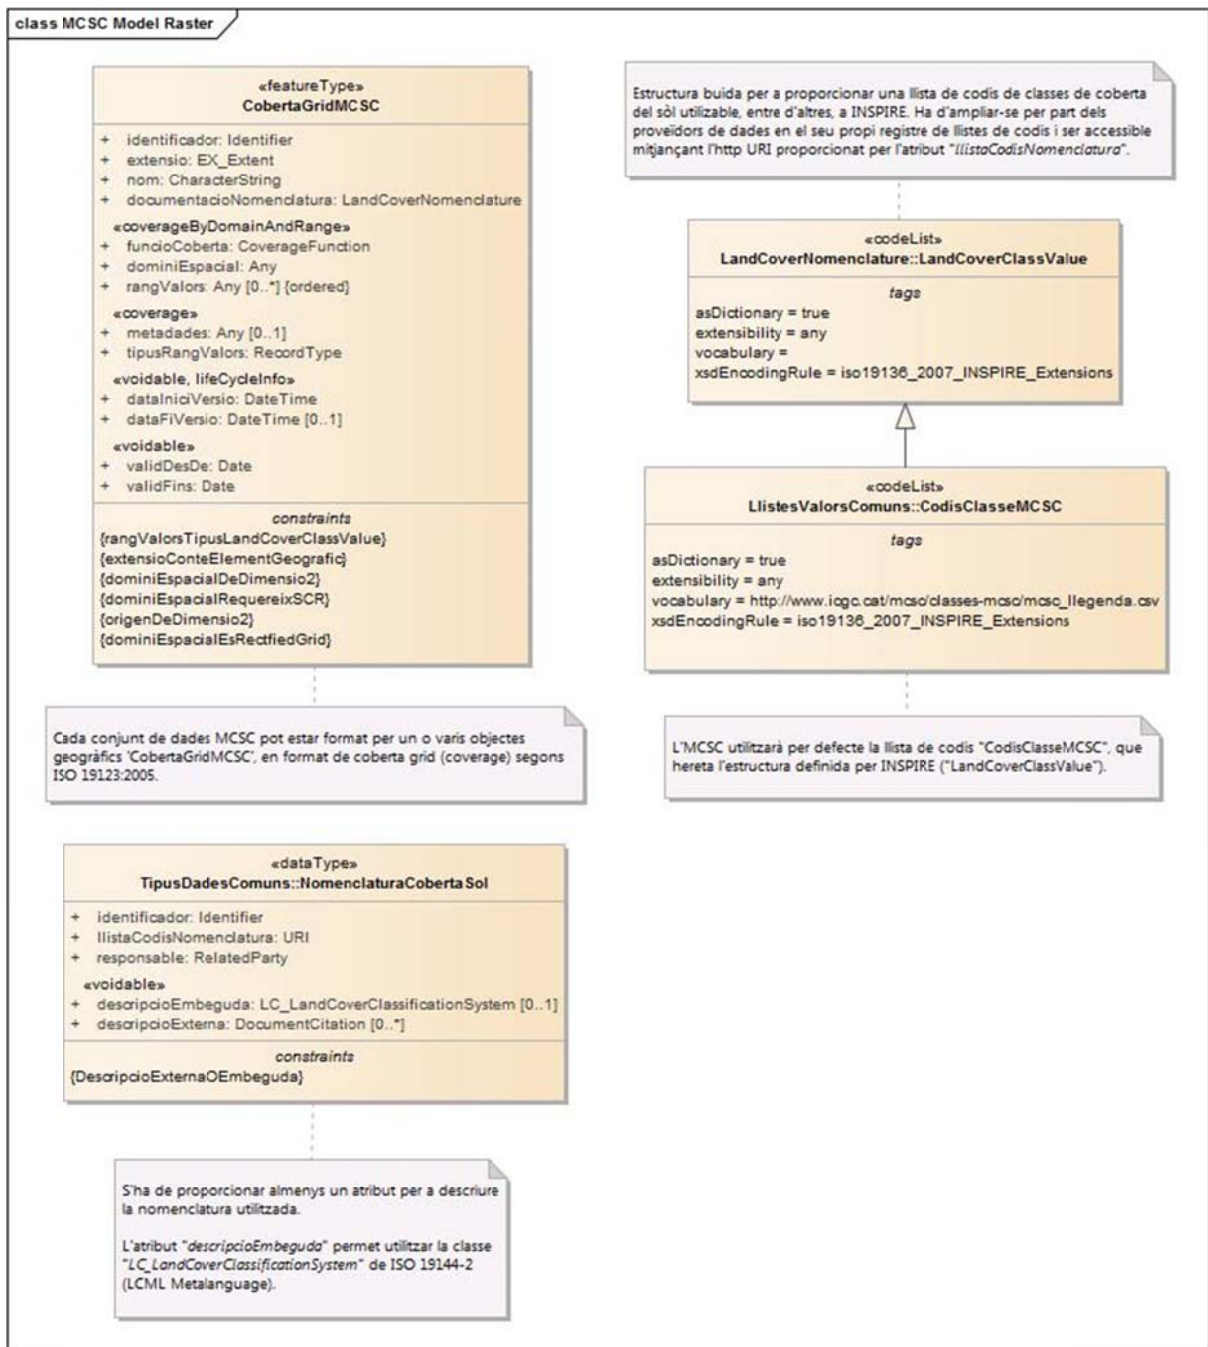 class MCSC Model Raster
«featureType»
CobertaGridMCSC
+ identificador: Identifier
+ extensio: EX_Extent
+ nom: CharacterString
+ documentacioNomenclatura: LandCoverNomenclature
«coverageByDomainAndRange»
+ funcioCoberta: CoverageFunction
+ dominiEspacial: Any
+ rangValors: Any [0..*] {ordered}
«coverage»
+ metadades: Any [0..1]
+ tipusRangValors: RecordType
«voidable, lifeCycleInfo»
+ dataIniciVersio: DateTime
+ dataFiVersio: DateTime [0..1]
«voidable»
+ validDesDe: Date
+ validFins: Date
constraints
{rangValorsTipusLandCoverClassValue}
{extensioConteElementGeografic}
{dominiEspacialDeDimensio2}
{dominiEspacialRequereixSCR}
{origenDeDimensio2}
{dominiEspacialEsRectfiedGrid}
Cada conjunt de dades MCSC pot estar format per un o varis objectes
geogràfics 'CobertaGridMCSC', en format de coberta grid (coverage) segons
ISO 19123:2005.
«dataType»
TipusDadesComuns::NomenclaturaCobertaSol
+ identificador: Identifier
+ llistaCodisNomenclatura: URI
+ responsable: RelatedParty
«voidable»
+ descripcioEmbeguda: LC_LandCoverClassificationSystem [0..1]
+ descripcioExterna: DocumentCitation [0..*]
constraints
{DescripcioExternaOEmbeguda}
S'ha de proporcionar almenys un atribut per a descriure
la nomenclatura utilitzada.
L'atribut "descripcioEmbeguda" permet utilitzar la classe
"LC_LandCoverClassificationSystem" de ISO 19144-2
(LCML Metalanguage).
Estructura buida per a proporcionar una llista de codis de classes de coberta
del sòl utilizable, entre d'altres, a INSPIRE. Ha d'ampliar-se per part dels
proveïdors de dades en el seu propi registre de llistes de codis i ser accessible
mitjançant l'http URI proporcionat per l'atribut "llistaCodisNomenclatura".
«codeList»
LandCoverNomenclature::LandCoverClassValue
tags
asDictionary = true
extensibility = any
vocabulary =
xsdEncodingRule = iso19136_2007_INSPIRE_Extensions
«codeList»
LlistesValorsComuns::CodisClasseMCSC
tags
asDictionary = true
extensibility = any
vocabulary = http://www.icgc.cat/mcsc/classes-mcsc/mcsc_llegenda.csv
xsdEncodingRule = iso19136_2007_INSPIRE_Extensions
L'MCSC utilitzarà per defecte la llista de codis "CodisClasseMCSC", que
hereta l'estructura definida per INSPIRE ("LandCoverClassValue").